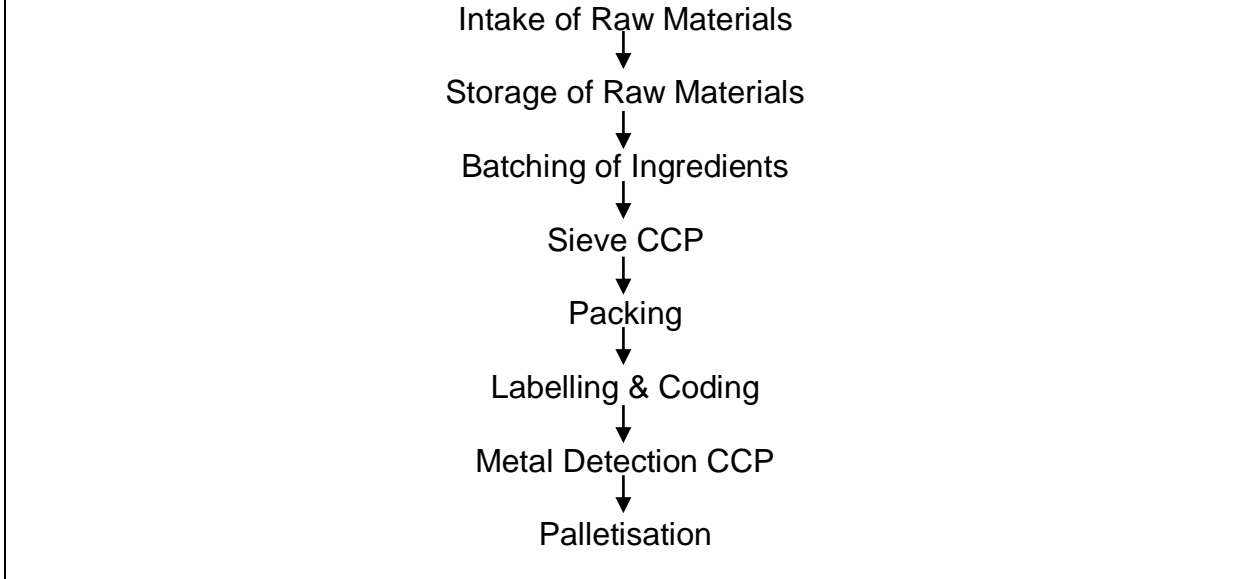 Intake of Raw Materials
Storage of Raw Materials
Batching of Ingredients
Sieve CCP
Packing
Labelling & Coding
Metal Detection CCP
Palletisation